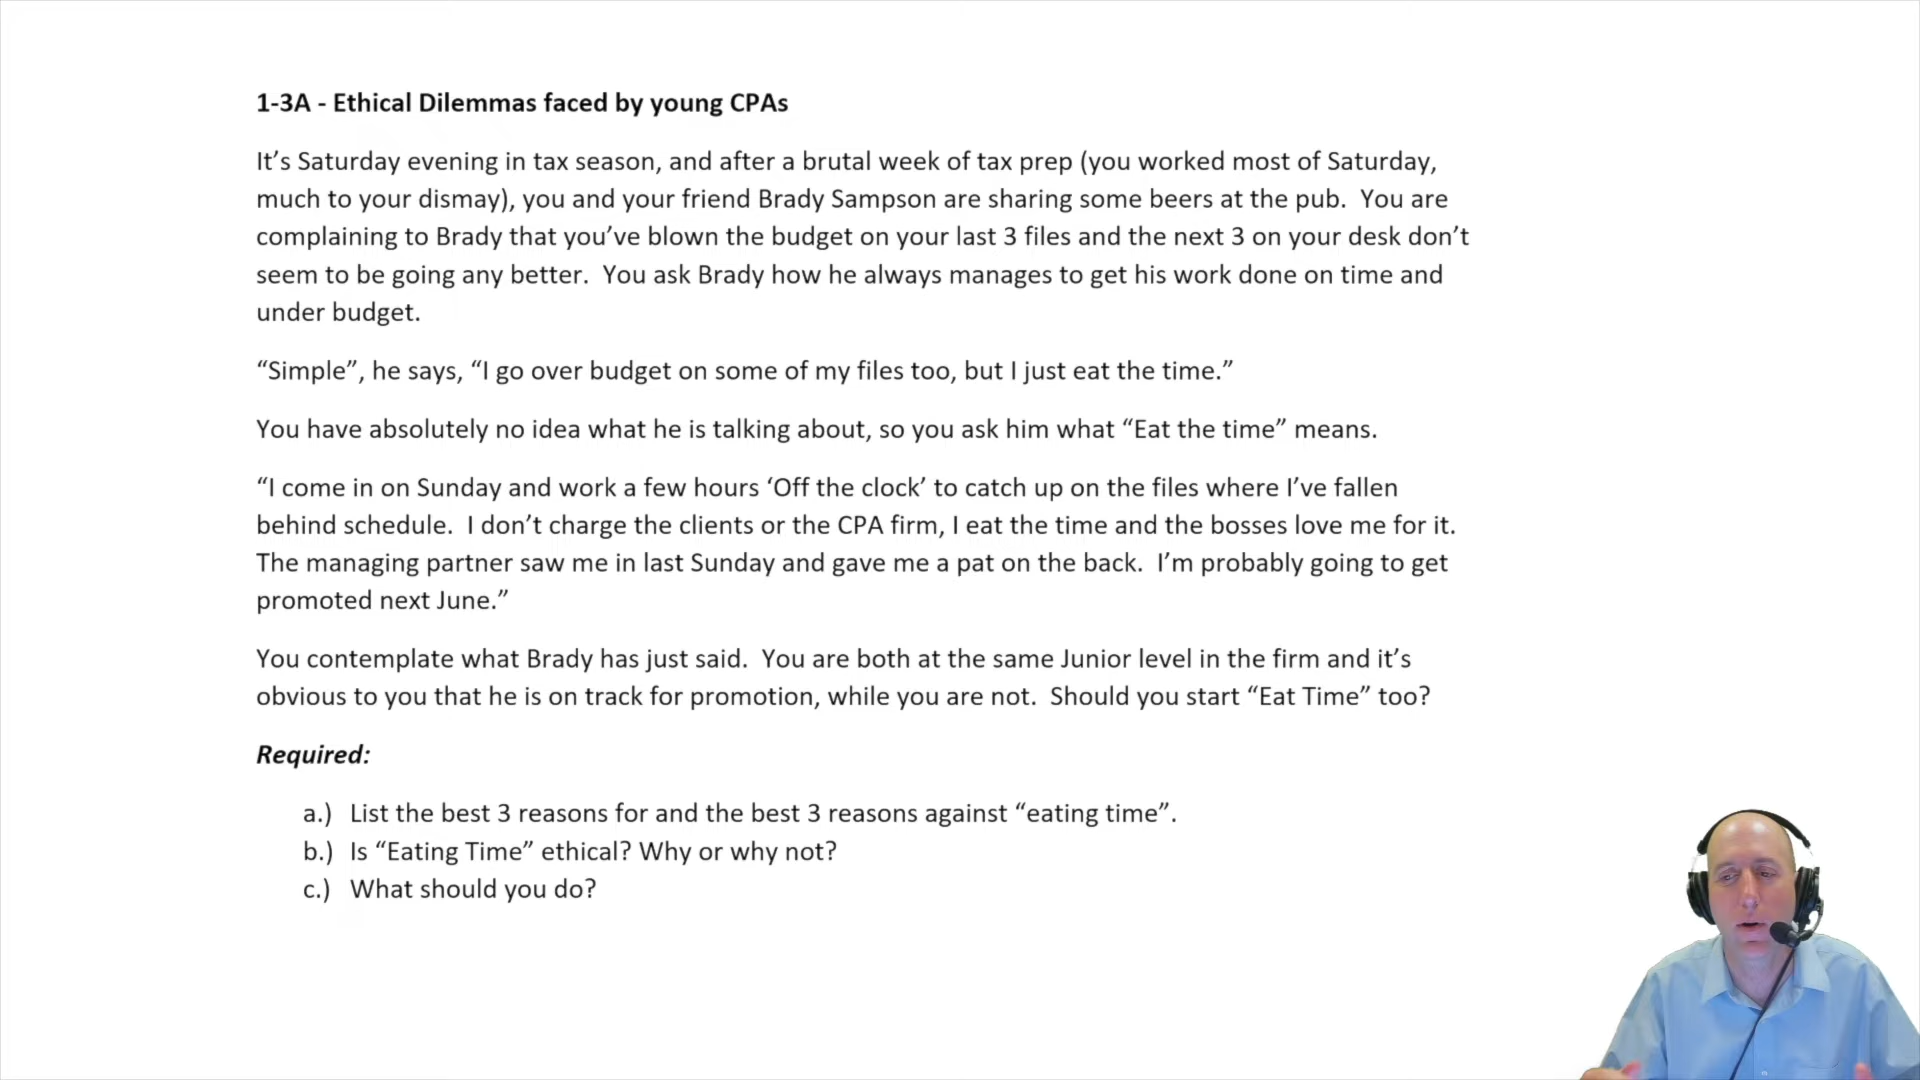 1-3A - Ethical Dilemmas faced by young CPAs
It’s Saturday evening in tax season, and after a brutal week of tax prep (you worked most of Saturday,
much to your dismay), you and your friend Brady Sampson are sharing some beers at the pub.  You are
complaining to Brady that you’ve blown the budget on your last 3 files and the next 3 on your desk don’t
seem to be going any better.  You ask Brady how he always manages to get his work done on time and
under budget.
“Simple”, he says, “I go over budget on some of my files too, but I just eat the time.”
You have absolutely no idea what he is talking about, so you ask him what “Eat the time” means.
“I come in on Sunday and work a few hours ‘Off the clock’ to catch up on the files where I’ve fallen
behind schedule.  I don’t charge the clients or the CPA firm, I eat the time and the bosses love me for it.
The managing partner saw me in last Sunday and gave me a pat on the back.  I’m probably going to get
promoted next June.”
You contemplate what Brady has just said.  You are both at the same Junior level in the firm and it’s
obvious to you that he is on track for promotion, while you are not.  Should you start “Eat Time” too?
Required:
a.) List the best 3 reasons for and the best 3 reasons against “eating time”.
b.) Is “Eating Time” ethical? Why or why not?
c.) What should you do?